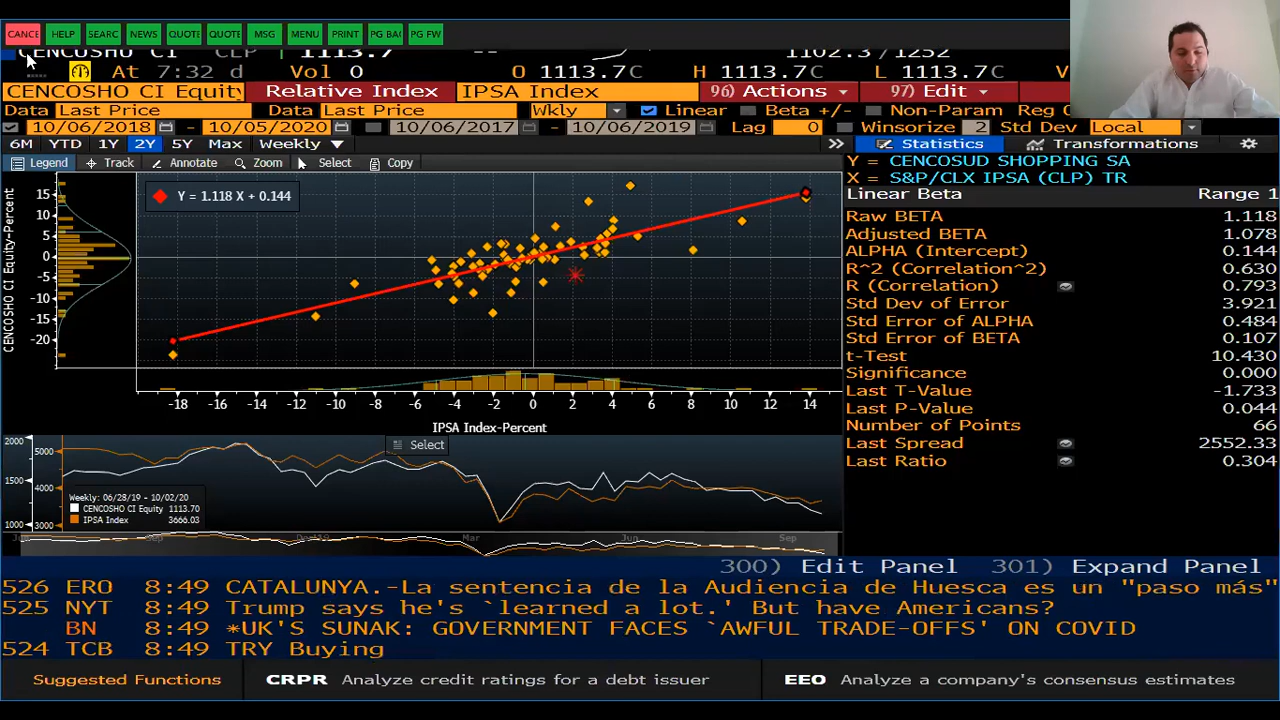 CANCE HELP SEARC NEWS QUOTE QUOTE MSG MENU PRINT PG BAC PG FW
CENCOSHO CI CLP 1113.7 -- 1102.3 / 1252
At 7:32 d Vol 0 O 1113.7C H 1113.7C L 1113.7C V
CENCOSHO CI Equity Relative Index IPSA Index 96) Actions 97) Edit
Data Last Price Data Last Price Wkly Linear Beta +/- Non-Param Reg O
10/06/2018 - 10/05/2020 10/06/2017 - 10/06/2019 Lag 0 Winsorize 2 Std Dev Local
6M YTD 1Y 2Y 5Y Max Weekly ▼ » Statistics Transformations
Legend Track Annotate Zoom Select Copy
Y = CENCOSUD SHOPPING SA
X = S&P/CLX IPSA (CLP) TR
Linear Beta Range 1
Raw BETA 1.118
Adjusted BETA 1.078
ALPHA (Intercept) 0.144
R^2 (Correlation^2) 0.630
R (Correlation) 0.793
Std Dev of Error 3.921
Std Error of ALPHA 0.484
Std Error of BETA 0.107
t-Test 10.430
Significance 0.000
Last T-Value -1.733
Last P-Value 0.044
Number of Points 66
Last Spread 2552.33
Last Ratio 0.304
Y = 1.118 X + 0.144
CENCOSHO CI Equity-Percent
15
10
5
0
-5
-10
-15
-20
-18 -16 -14 -12 -10 -8 -6 -4 -2 0 2 4 6 8 10 12 14
IPSA Index-Percent
Select
2000 5000
1500 4000
1000 3000
Weekly: 06/28/19 - 10/02/20
CENCOSHO CI Equity 1113.70
IPSA Index 3666.03
Sep Dec19 Mar Jun Sep
300) Edit Panel 301) Expand Panel
526 ERO 8:49 CATALUNYA.-La sentencia de la Audiencia de Huesca es un "paso más"
525 NYT 8:49 Trump says he's `learned a lot.' But have Americans?
BN 8:49 *UK'S SUNAK: GOVERNMENT FACES `AWFUL TRADE-OFFS' ON COVID
524 TCB 8:49 TRY Buying
Suggested Functions CRPR Analyze credit ratings for a debt issuer EEO Analyze a company's consensus estimates